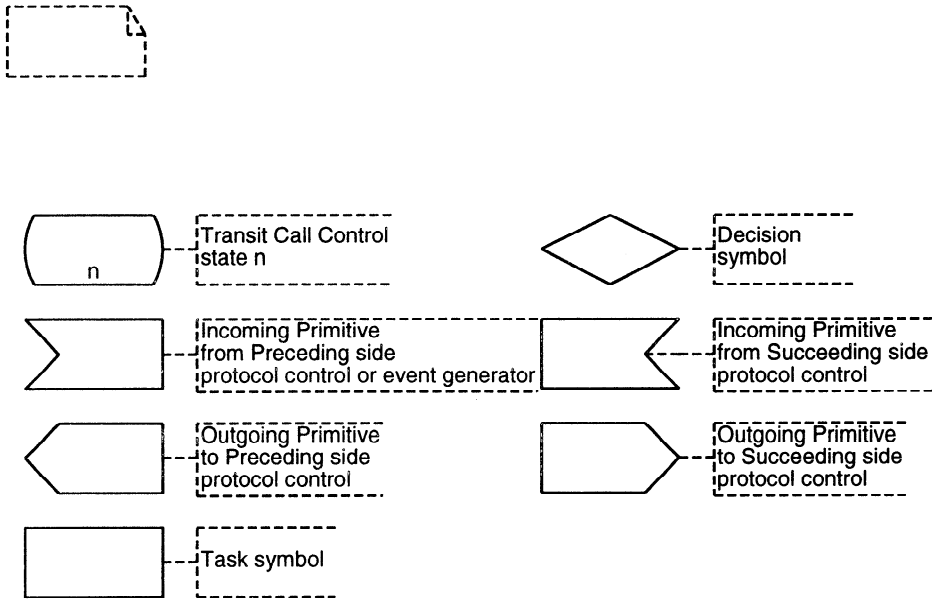 Transit Call Control
state n
n
Decision
symbol
Incoming Primitive
from Preceding side
protocol control or event generator
Incoming Primitive
from Succeeding side
protocol control
Outgoing Primitive
to Preceding side
protocol control
Outgoing Primitive
to Succeeding side
protocol control
Task symbol